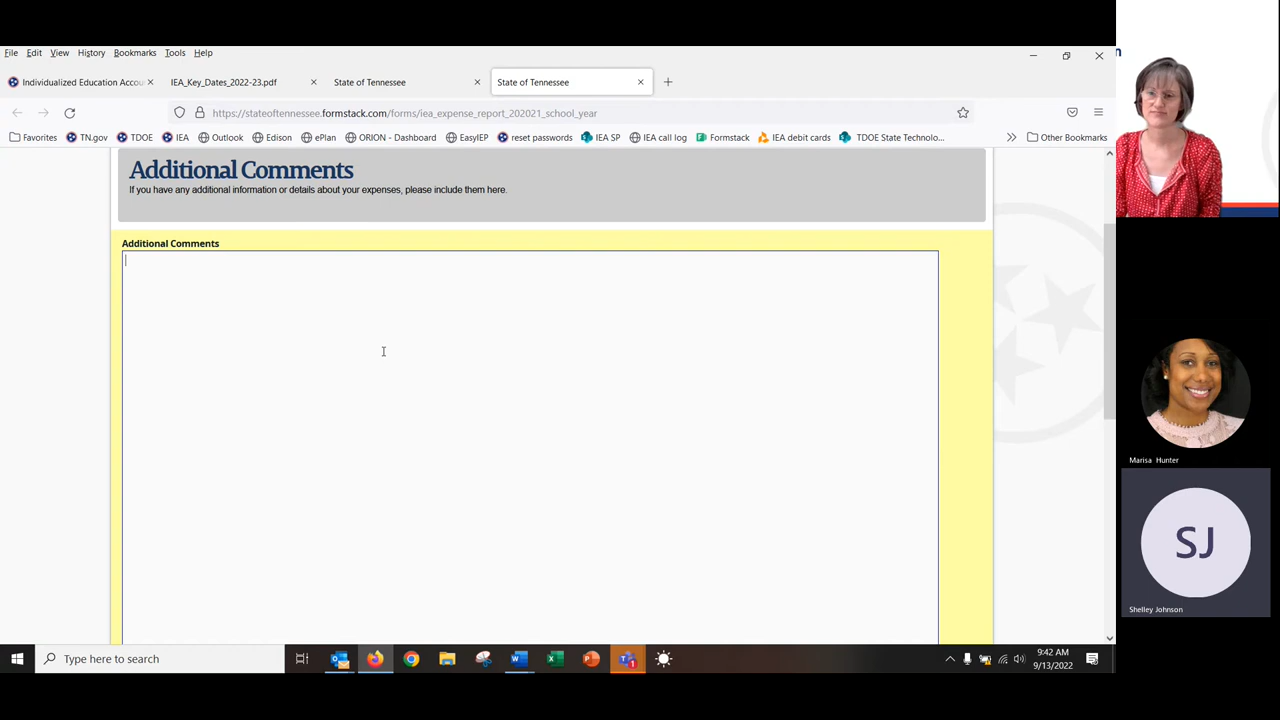 File Edit View History Bookmarks Tools Help
Individualized Education Accou
IEA_Key_Dates_2022-23.pdf
State of Tennessee
State of Tennessee
https://stateoftennessee.formstack.com/forms/iea_expense_report_202021_school_year
Favorites TN.gov TDOE IEA Outlook Edison ePlan ORION - Dashboard EasyIEP reset passwords IEA SP IEA call log Formstack IEA debit cards TDOE State Technolo... Other Bookmarks
Additional Comments
If you have any additional information or details about your expenses, please include them here.
Additional Comments
Marisa Hunter
SJ
Shelley Johnson
Type here to search
1
9:42 AM
9/13/2022